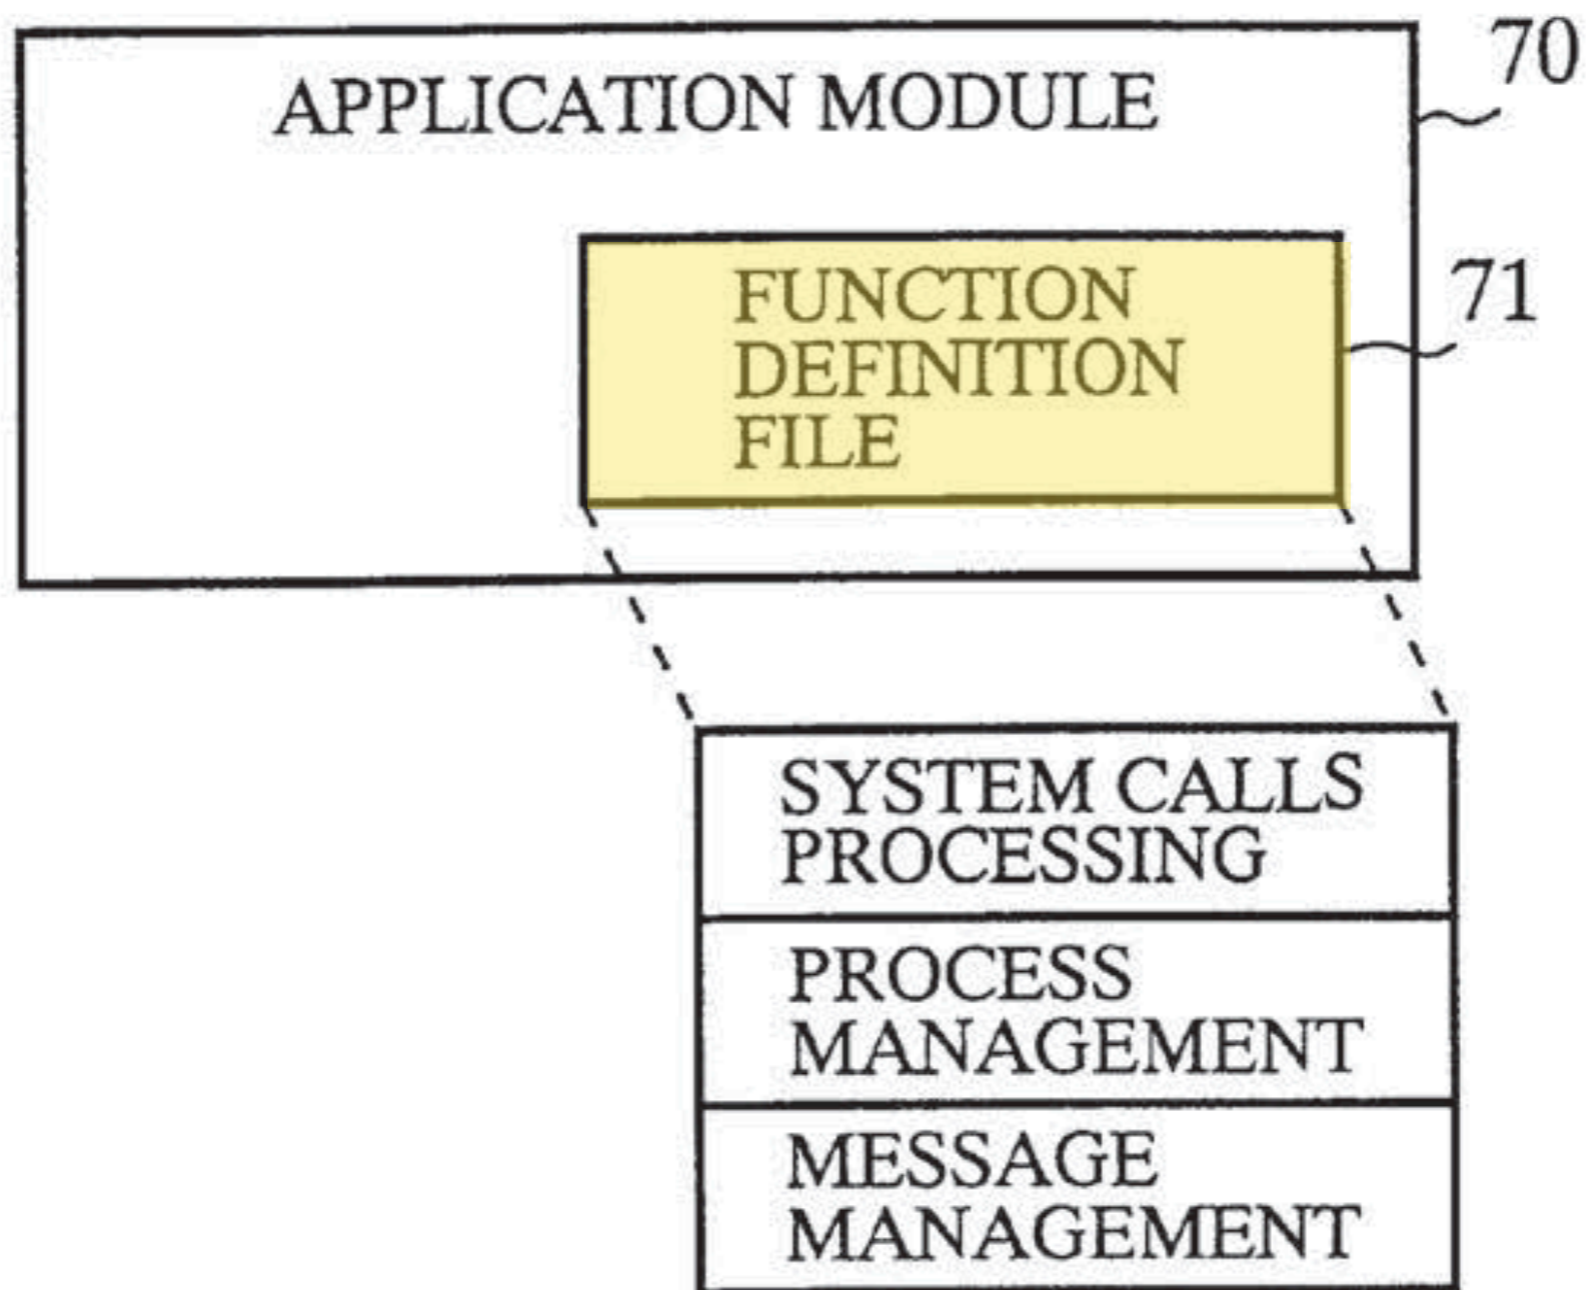 70
APPLICATION MODULE
71
FUNCTION
DEFINITION
FILE
SYSTEM CALLS
PROCESSING
PROCESS
MANAGEMENT
MESSAGE
MANAGEMENT